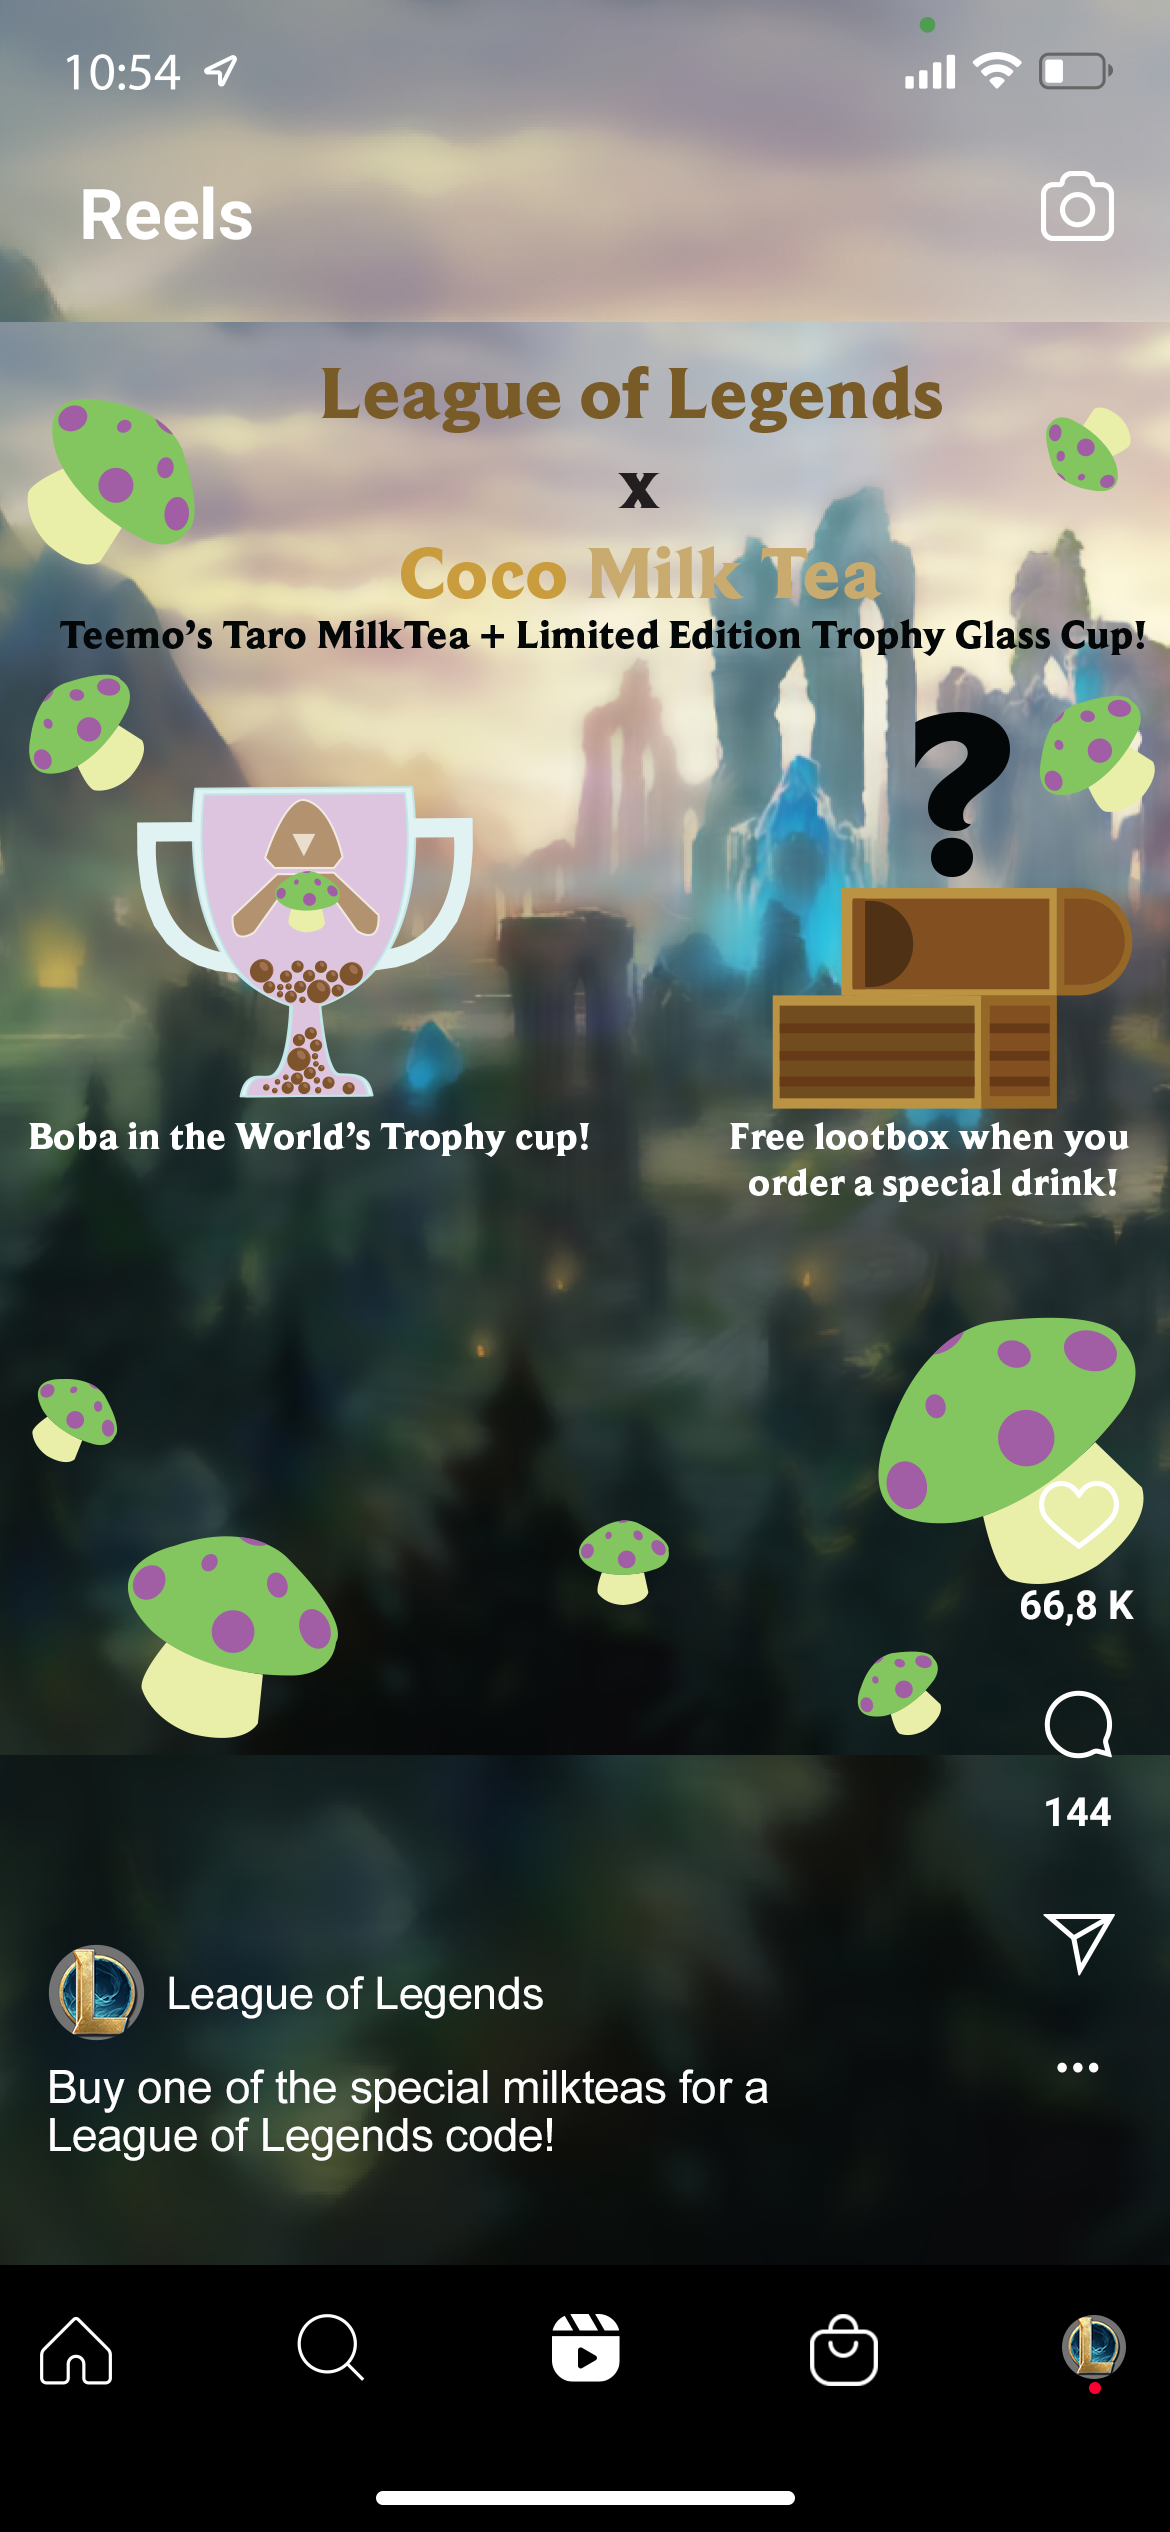 10:54
Reels
League of Legends
x
Coco Milk Tea
Teemo’s Taro MilkTea + Limited Edition Trophy Glass Cup!
?
Boba in the World’s Trophy cup!
Free lootbox when you
order a special drink!
66,8 K
144
League of Legends
Buy one of the special milkteas for a
League of Legends code!